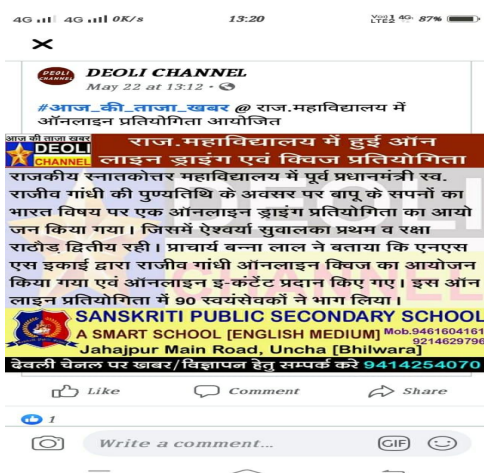 4G 4G 0K/s 13:20 Vo)) 1 4G LTE2 87%
DEOLI CHANNEL
DEOLI CHANNEL
May 22 at 13:12 ·
#आज_की_ताजा_खबर @ राज.महाविद्यालय में
ऑनलाइन प्रतियोगिता आयोजित
आज की ताजा खबर
DEOLI
CHANNEL
राज.महाविद्यालय में हुई ऑन
लाइन ड्राइंग एवं क्विज प्रतियोगिता
राजकीय स्नातकोत्तर महाविद्यालय में पूर्व प्रधानमंत्री स्व.
राजीव गांधी की पुण्यतिथि के अवसर पर बापू के सपनों का
भारत विषय पर एक ऑनलाइन ड्राइंग प्रतियोगिता का आयो
जन किया गया। जिसमें ऐश्वर्या सुवालका प्रथम व रक्षा
राठौड़ द्वितीय रही। प्राचार्य बन्ना लाल ने बताया कि एनएस
एस इकाई द्वारा राजीव गांधी ऑनलाइन क्विज का आयोजन
किया गया एवं ऑनलाइन इ-कंटेंट प्रदान किए गए। इस ऑन
लाइन प्रतियोगिता में 90 स्वयंसेवकों ने भाग लिया।
SANSKRITI PUBLIC SECONDARY SCHOOL
A SMART SCHOOL [ENGLISH MEDIUM] Mob.9461604161
9214629796
Jahajpur Main Road, Uncha [Bhilwara]
देवली चेनल पर खबर/विज्ञापन हेतु सम्पर्क करे 9414254070
Like Comment Share
1
Write a comment... GIF